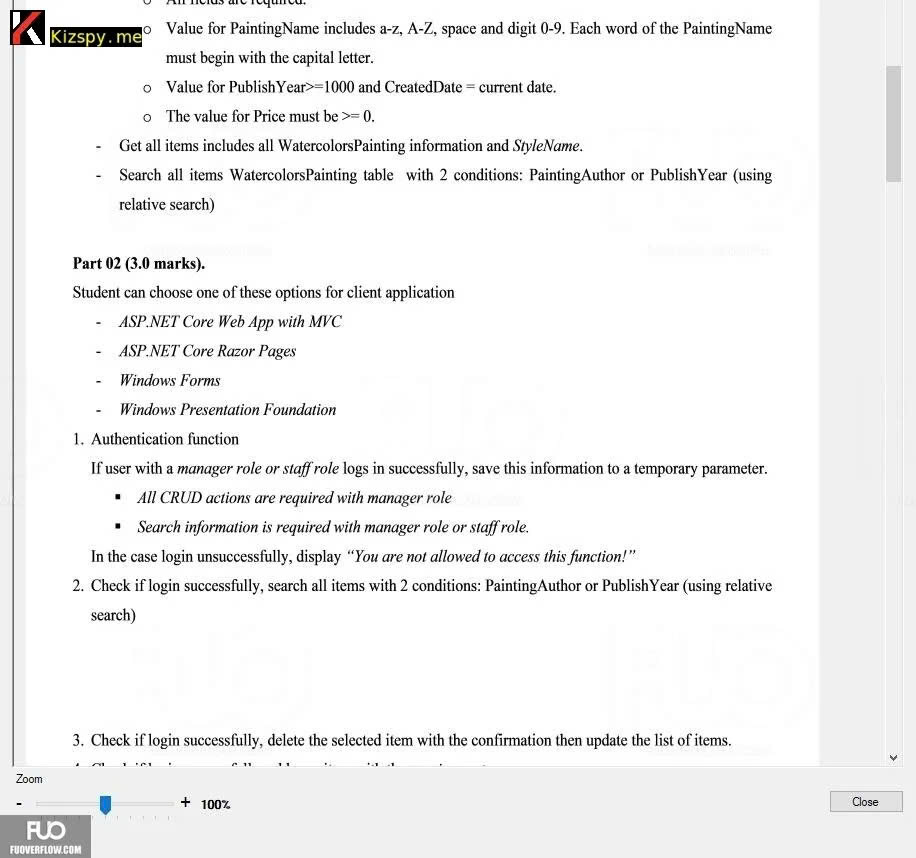 o All fields are required.
Kizspy.me
o Value for PaintingName includes a-z, A-Z, space and digit 0-9. Each word of the PaintingName
must begin with the capital letter.
o Value for PublishYear>=1000 and CreatedDate = current date.
o The value for Price must be >= 0.
- Get all items includes all WatercolorsPainting information and StyleName.
- Search all items WatercolorsPainting table with 2 conditions: PaintingAuthor or PublishYear (using
relative search)
Part 02 (3.0 marks).
Student can choose one of these options for client application
- ASP.NET Core Web App with MVC
- ASP.NET Core Razor Pages
- Windows Forms
- Windows Presentation Foundation
1. Authentication function
If user with a manager role or staff role logs in successfully, save this information to a temporary parameter.
▪ All CRUD actions are required with manager role
▪ Search information is required with manager role or staff role.
In the case login unsuccessfully, display “You are not allowed to access this function!”
2. Check if login successfully, search all items with 2 conditions: PaintingAuthor or PublishYear (using relative
search)
3. Check if login successfully, delete the selected item with the confirmation then update the list of items.
Zoom
- + 100%
Close
FUO
FUOVERFLOW.COM